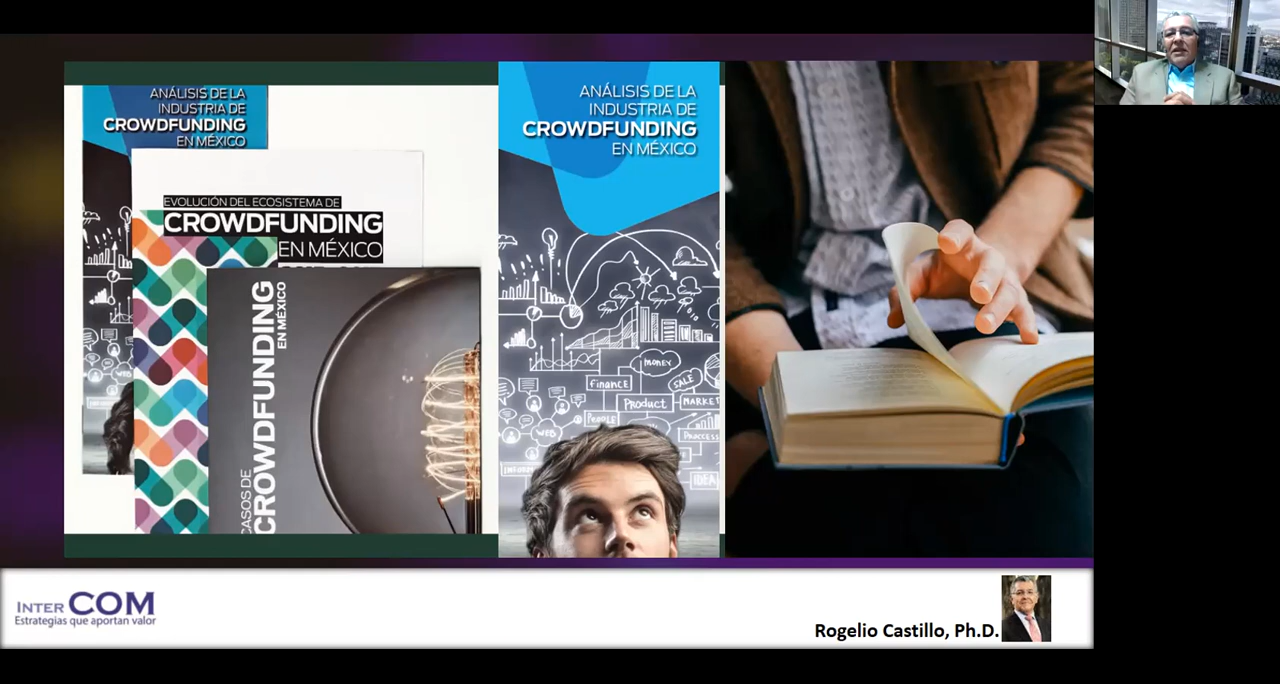 ANÁLISIS DE LA
INDUSTRIA DE
CROWDFUNDING
EN MÉXICO
EVOLUCIÓN DEL ECOSISTEMA DE
CROWDFUNDING
EN MÉXICO
CASOS DE
CROWDFUNDING
EN MÉXICO
ANÁLISIS DE LA
INDUSTRIA DE
CROWDFUNDING
EN MÉXICO
MONEY
finance
SALE
Product
MARKET
PEOPLE
WEB
PROCCESS
INFORM
IDEA
INTER COM
Estrategias que aportan valor
Rogelio Castillo, Ph.D.